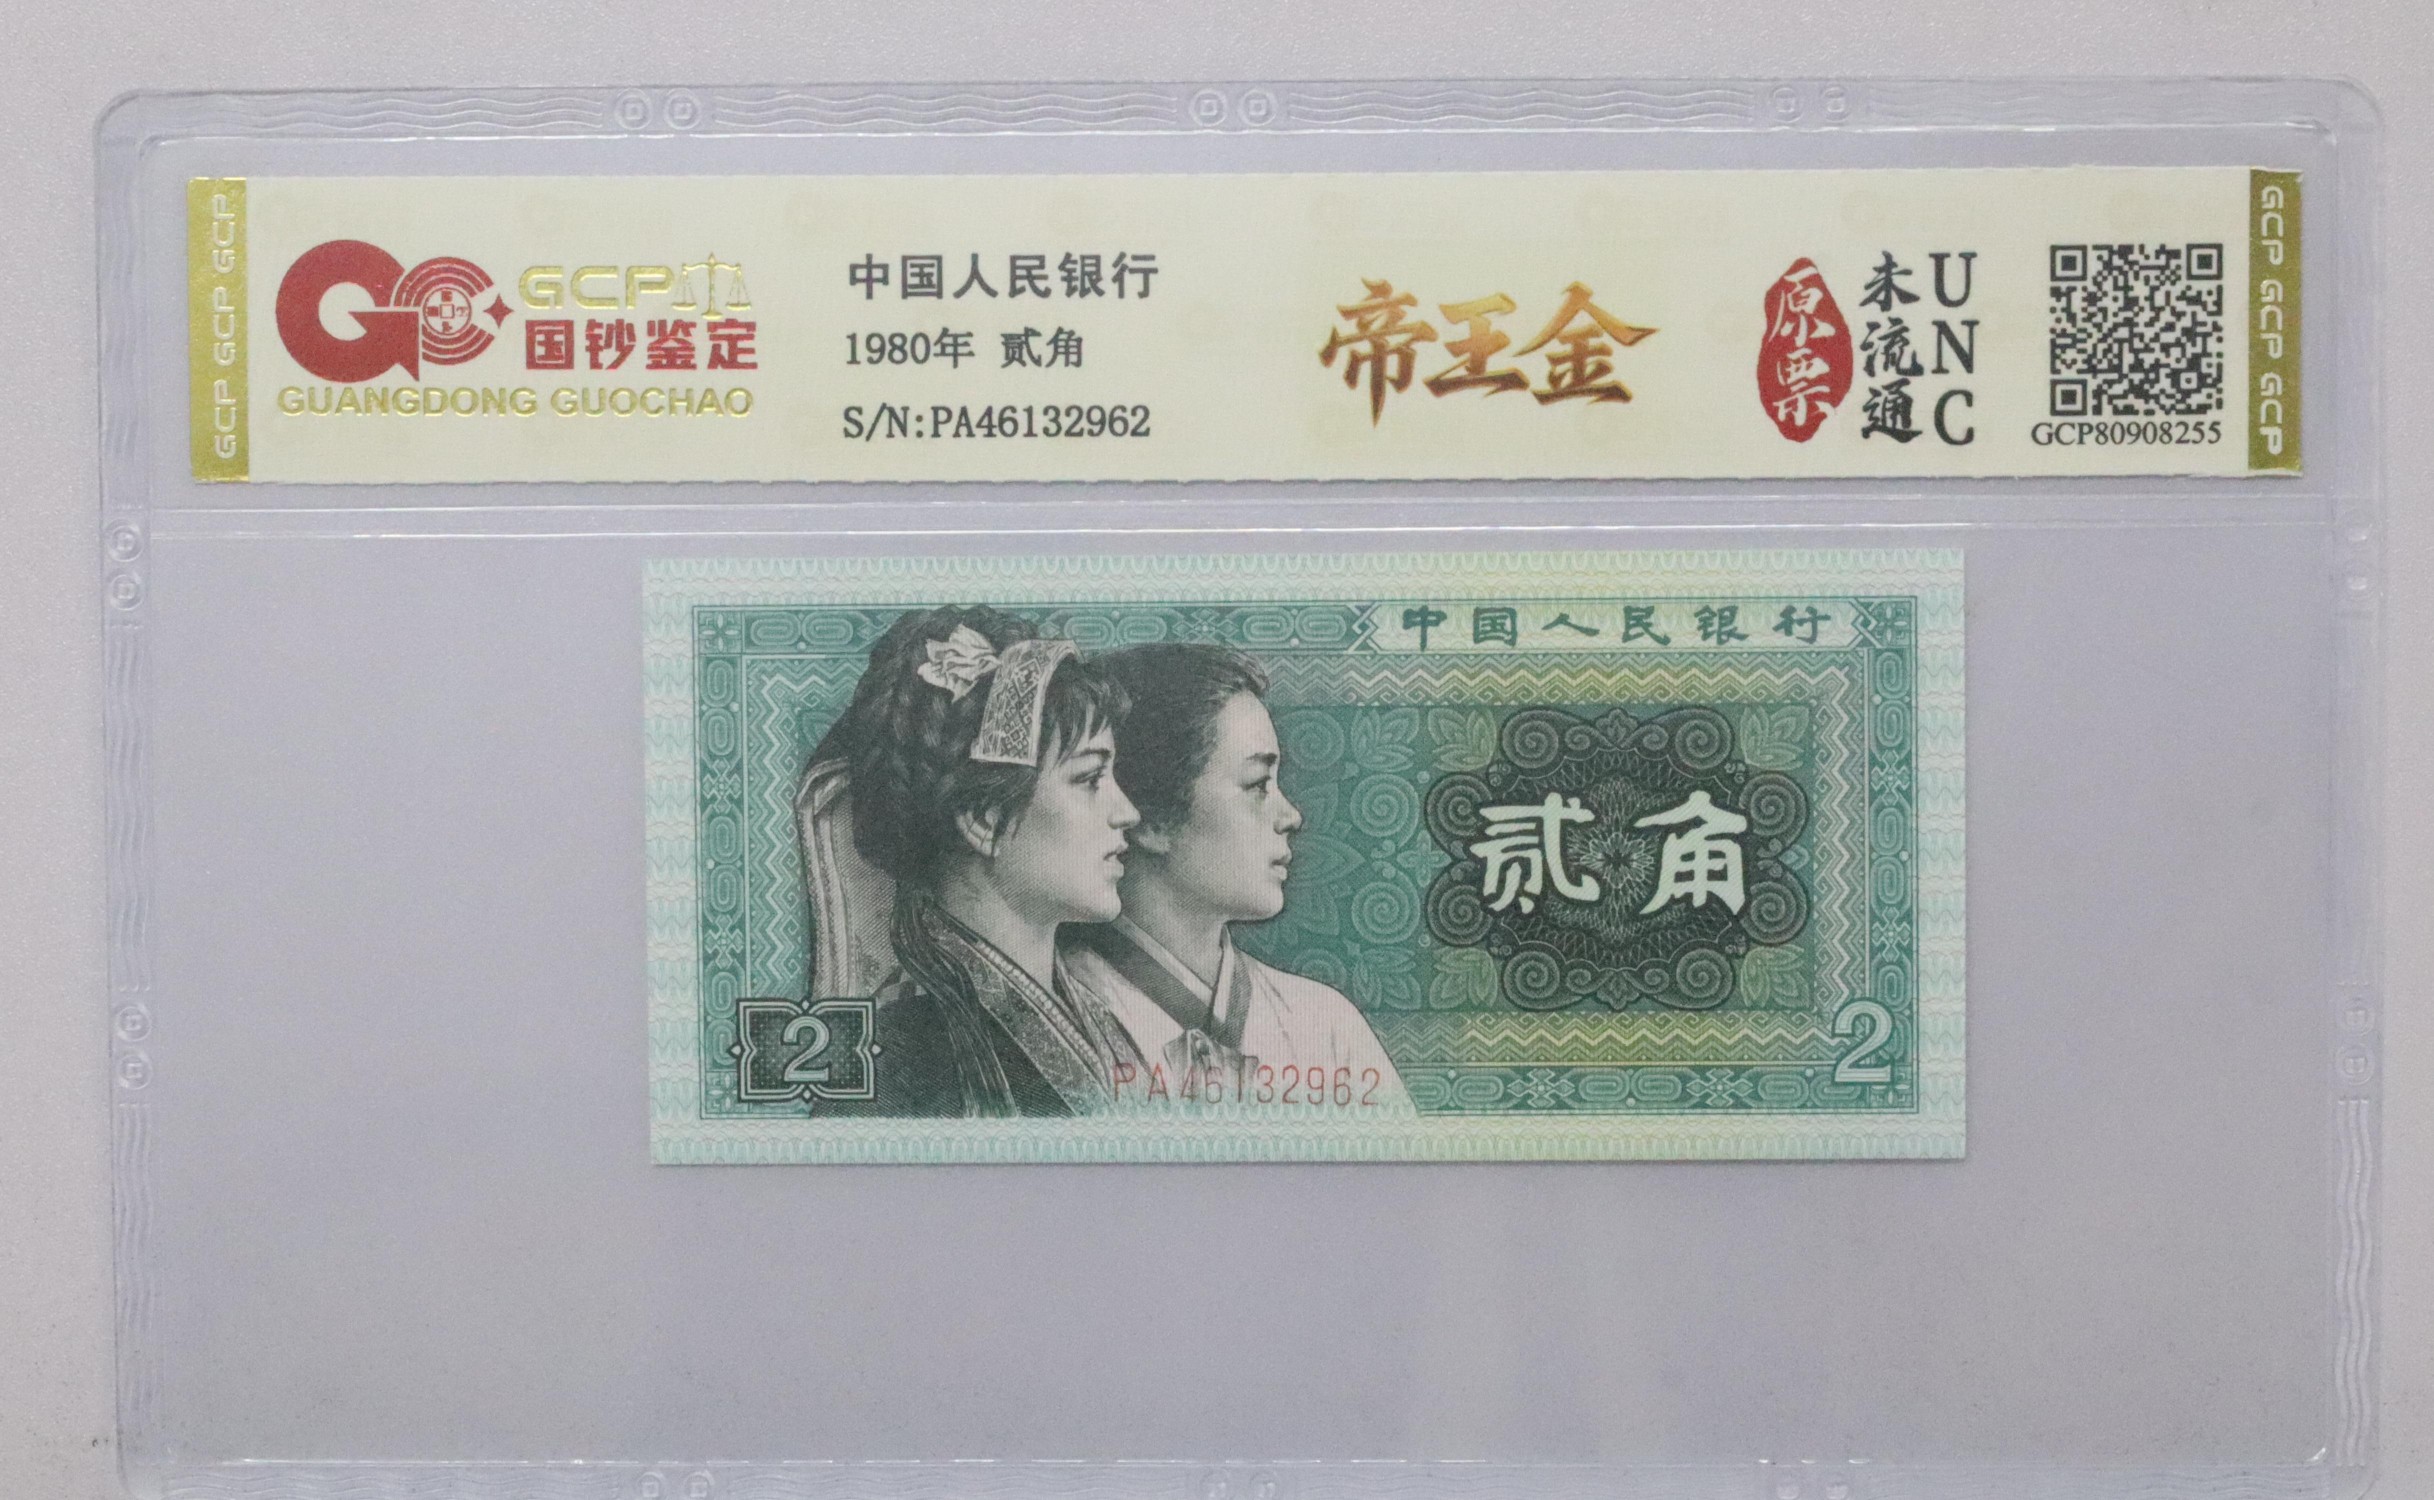 GCP GCP GCP
GCP
国钞鉴定
GUANGDONG GUOCHAO
中国人民银行
1980年 贰角
S/N:PA46132962
帝王金
原票
未流通
UNC
GCP80908255
GCP GCP GCP
中国人民银行
贰角
2
2
PA46132962